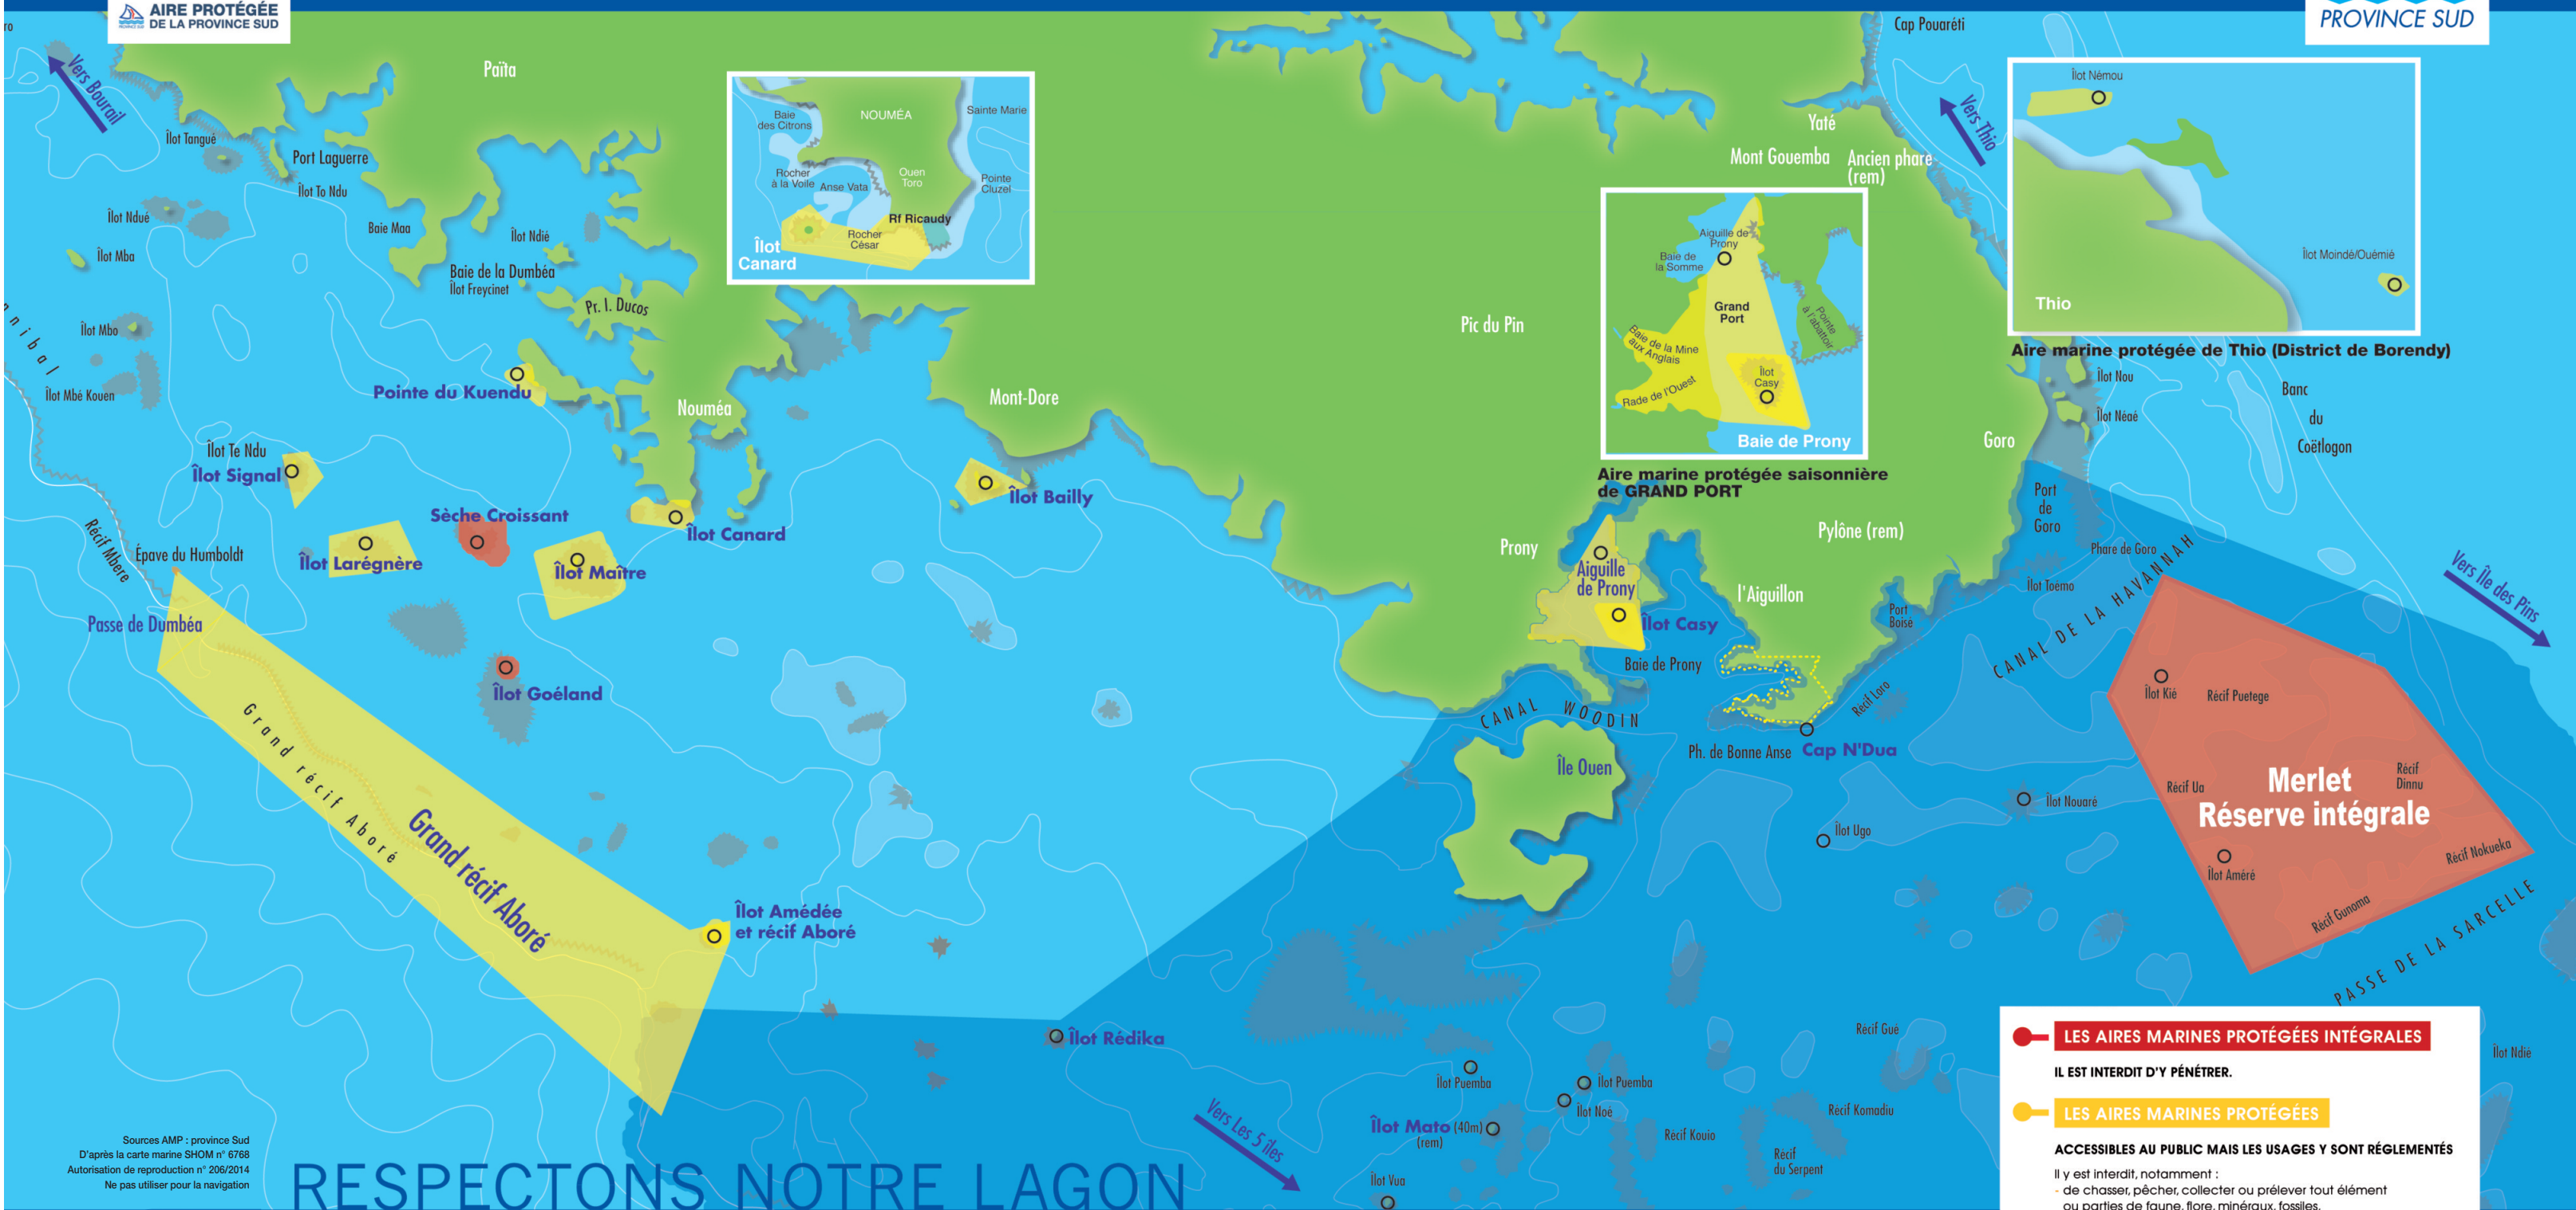 AIRE PROTÉGÉE
DE LA PROVINCE SUD
PROVINCE SUD
Cap Pouaréti
Vers Bourail
Païta
Îlot Tangué
Port Laguerre
Îlot To Ndu
Îlot Ndué
Îlot Mba
Baie Maa
Îlot Ndié
Baie de la Dumbéa
Îlot Freycinet
Pr. I. Ducos
Îlot Mbo
Îlot Mbé Kouen
Baie
des Citrons
NOUMÉA
Sainte Marie
Rocher
à la Voile
Anse Vata
Ouen
Toro
Pointe
Cluzel
Rf Ricaudy
Rocher
César
Îlot
Canard
Yaté
Mont Gouemba
Ancien phare
(rem)
Vers Thio
Îlot Némou
Îlot Moindé/Ouémié
Thio
Aire marine protégée de Thio (District de Borendy)
Aiguille de
Prony
Baie de
la Somme
Grand
Port
Pointe
à l'abattoir
Baie de la Mine
aux Anglais
Îlot
Casy
Rade de l'Ouest
Baie de Prony
Aire marine protégée saisonnière
de GRAND PORT
Pic du Pin
Îlot Nou
Îlot Néaé
Banc
du
Coëtlogon
Goro
Port
de
Goro
Phare de Goro
Îlot Toémo
CANAL DE LA HAVANNAH
Vers Île des Pins
Pointe du Kuendu
Nouméa
Mont-Dore
Îlot Te Ndu
Îlot Signal
Îlot Bailly
Sèche Croissant
Îlot Canard
Récif Mbere
Épave du Humboldt
Îlot Larégnère
Îlot Maître
Passe de Dumbéa
Îlot Goéland
Grand récif Aboré
Grand récif Aboré
Îlot Amédée
et récif Aboré
Prony
Aiguille
de Prony
Îlot Casy
Pylône (rem)
l'Aiguillon
Port
Boisé
Baie de Prony
CANAL WOODIN
Récif Loro
Ph. de Bonne Anse
Cap N'Dua
Île Ouen
Îlot Kié
Récif Puetege
Récif Ua
Récif
Dinnu
Merlet
Réserve intégrale
Îlot Améré
Récif Nokueka
Récif Gunoma
PASSE DE LA SARCELLE
Îlot Nouaré
Îlot Ugo
Îlot Rédika
Récif Gué
Îlot Puemba
Îlot Puemba
Îlot Noé
Îlot Mato (40m)
(rem)
Récif Kouio
Récif Komadiu
Récif
du Serpent
Îlot Vua
Vers Les 5 îles
Îlot Ndié
LES AIRES MARINES PROTÉGÉES INTÉGRALES
IL EST INTERDIT D'Y PÉNÉTRER.
LES AIRES MARINES PROTÉGÉES
ACCESSIBLES AU PUBLIC MAIS LES USAGES Y SONT RÉGLEMENTÉS
Il y est interdit, notamment :
- de chasser, pêcher, collecter ou prélever tout élément
ou parties de faune, flore, minéraux, fossiles.
Sources AMP : province Sud
D'après la carte marine SHOM n° 6768
Autorisation de reproduction n° 206/2014
Ne pas utiliser pour la navigation
RESPECTONS NOTRE LAGON